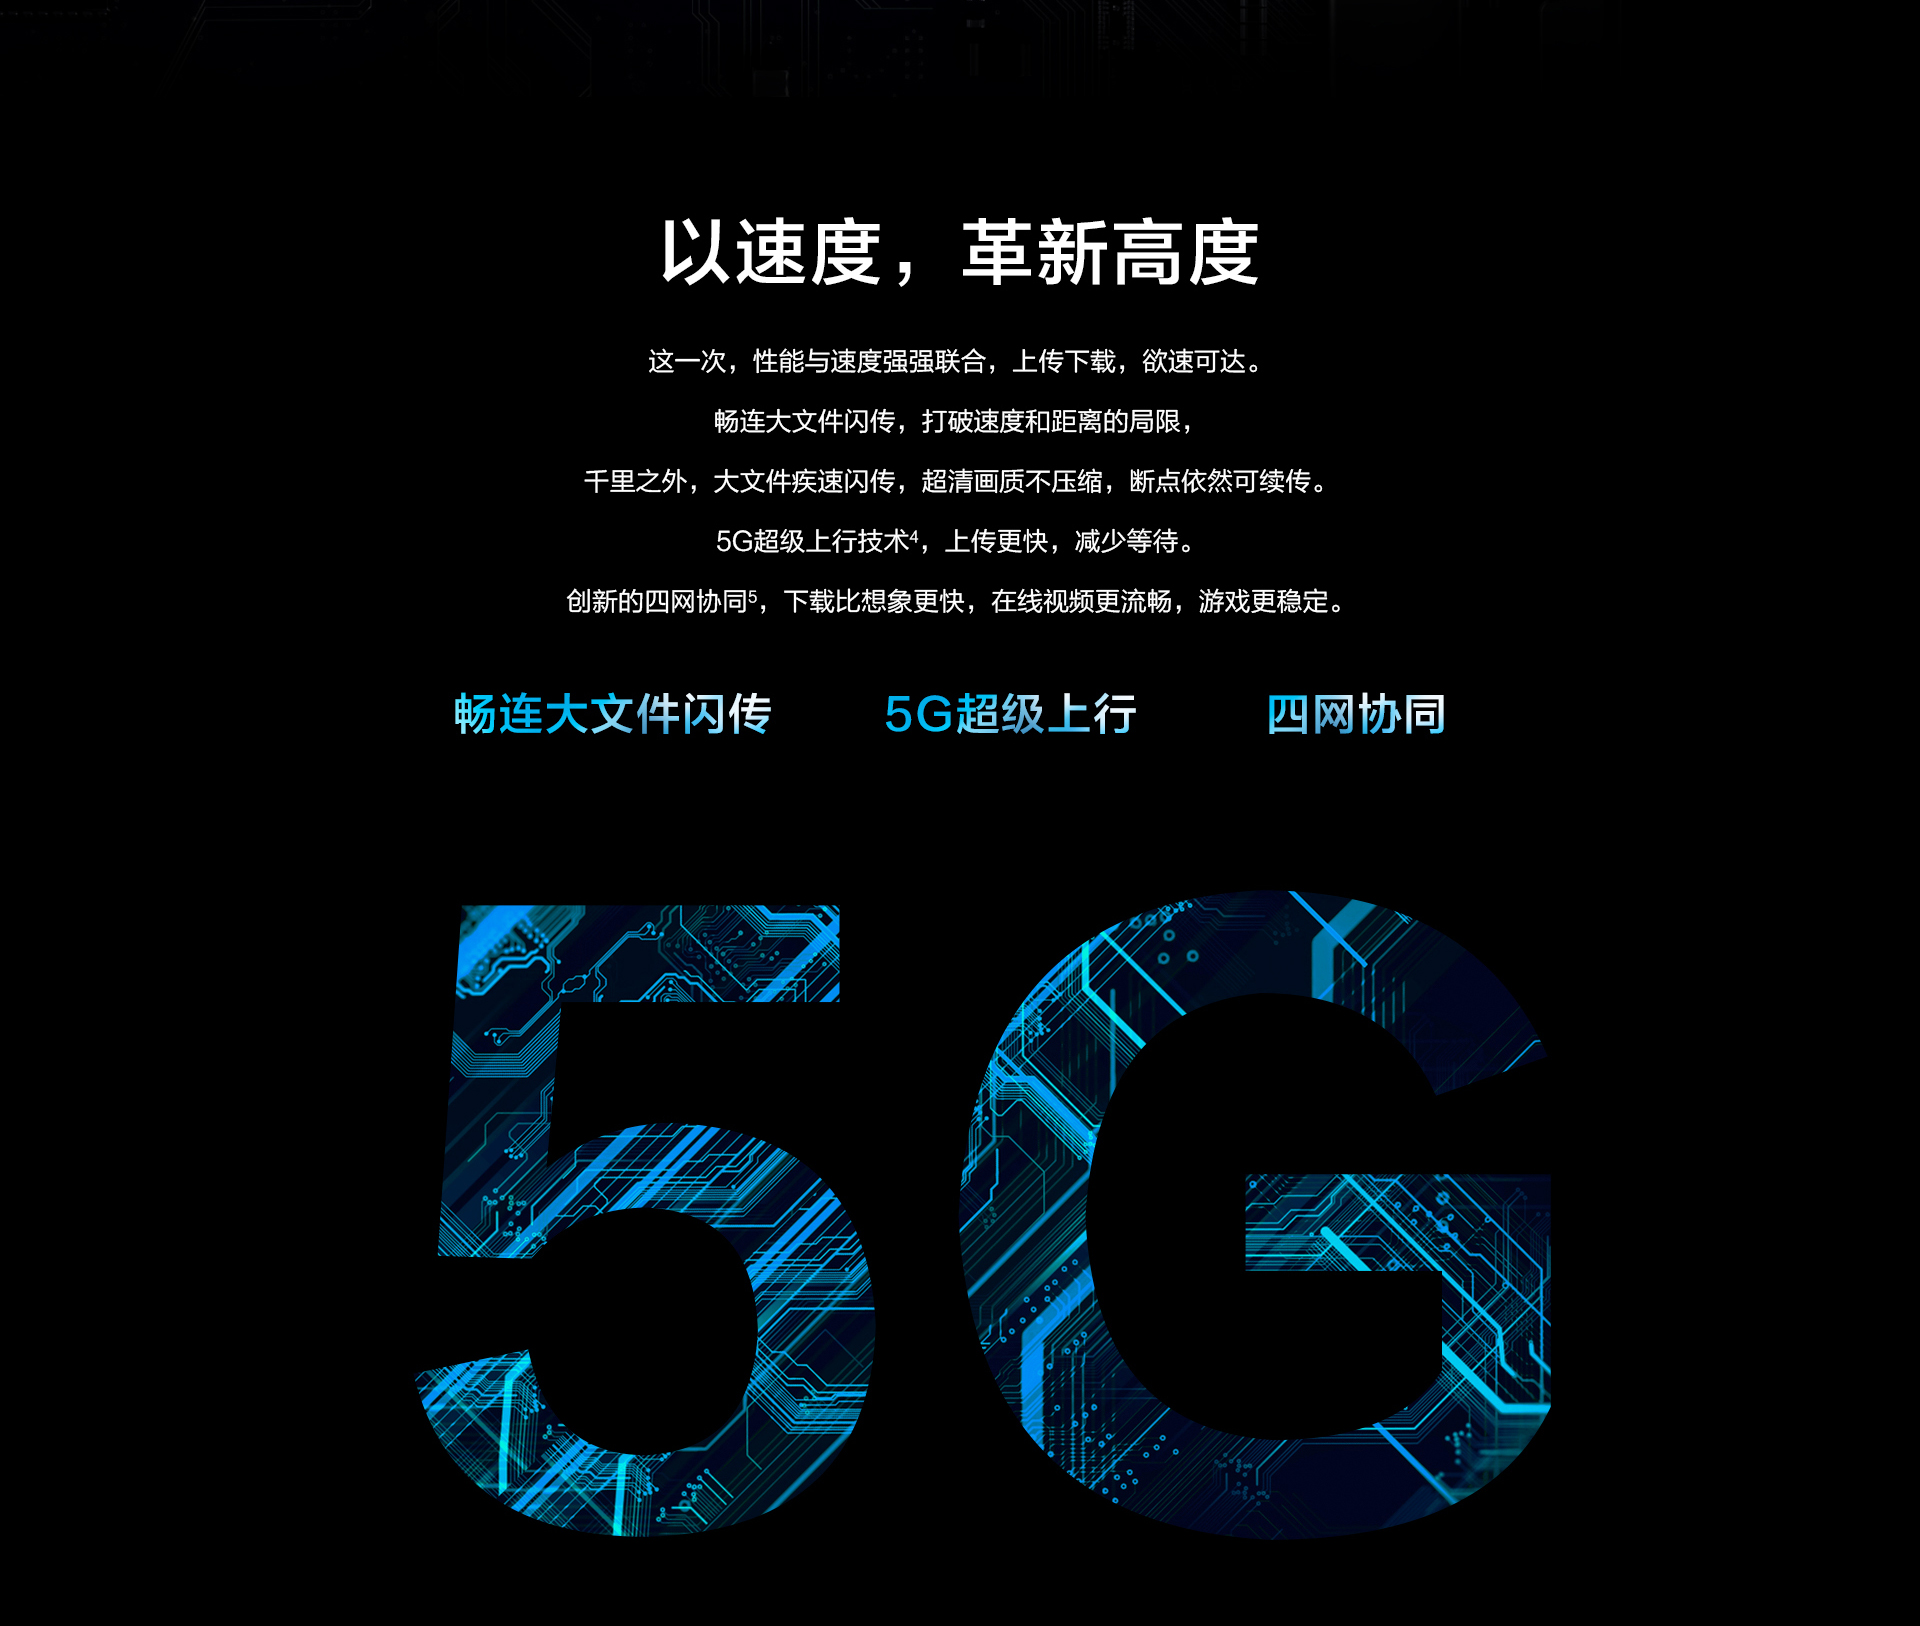 以速度，革新高度
这一次，性能与速度强强联合，上传下载，欲速可达。
畅连大文件闪传，打破速度和距离的局限，
千里之外，大文件疾速闪传，超清画质不压缩，断点依然可续传。
5G超级上行技术⁴，上传更快，减少等待。
创新的四网协同⁵，下载比想象更快，在线视频更流畅，游戏更稳定。
畅连大文件闪传 5G超级上行 四网协同
5G